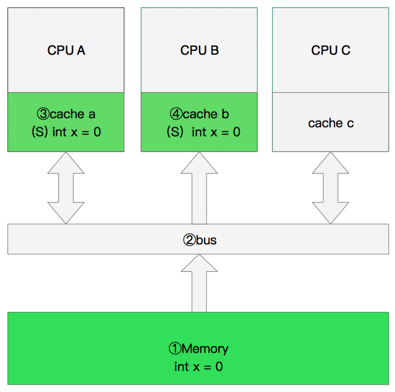 CPU A
CPU B
CPU C
③cache a
(S) int x = 0
④cache b
(S) int x = 0
cache c
②bus
①Memory
int x = 0